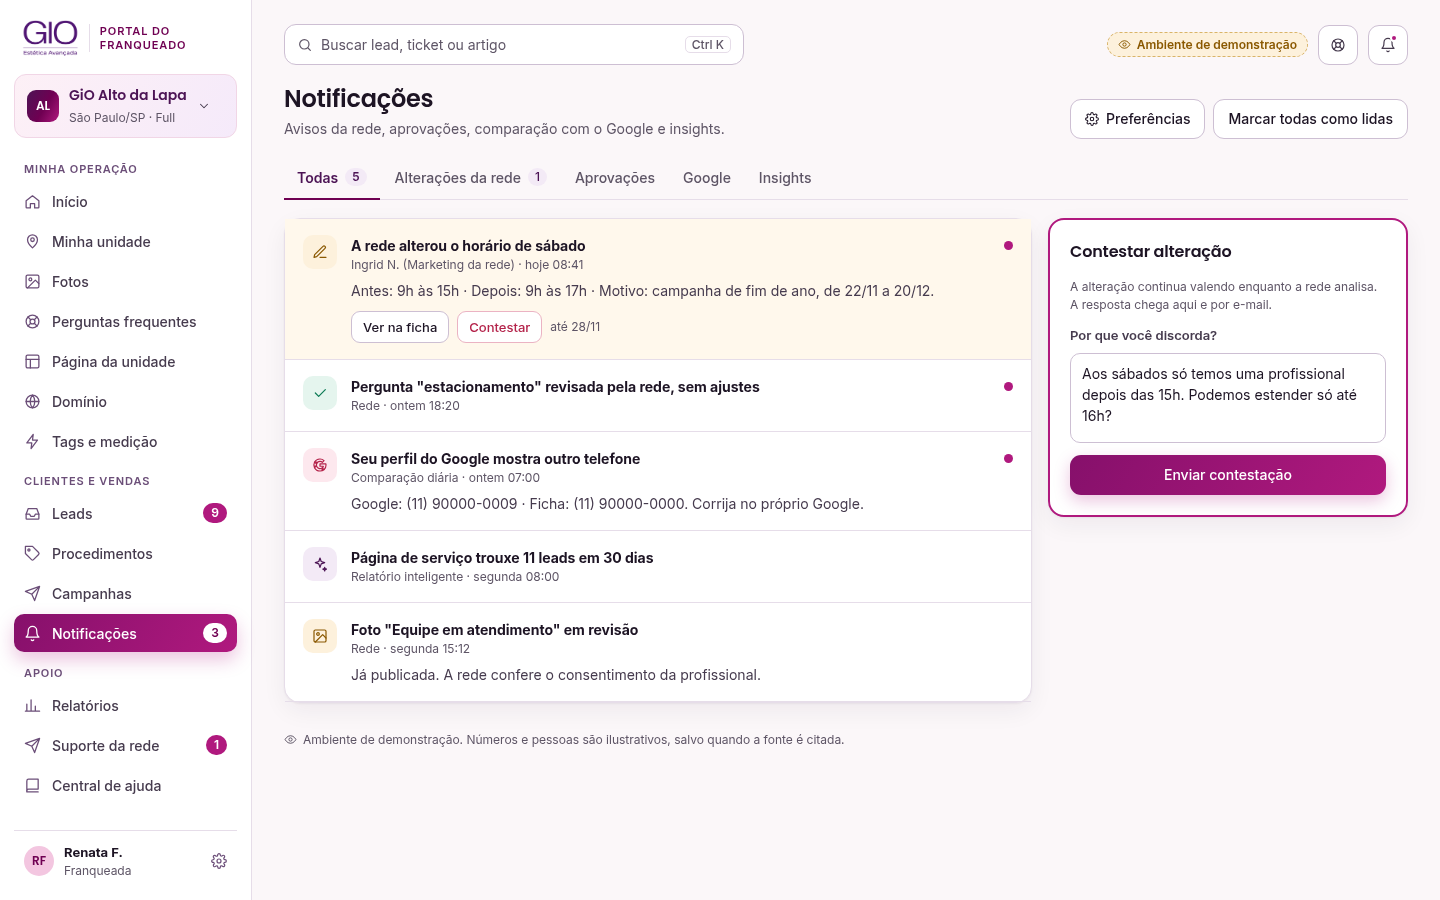 GIO
Estética Avançada
PORTAL DO
FRANQUEADO
AL
GiO Alto da Lapa
São Paulo/SP · Full
MINHA OPERAÇÃO
Início
Minha unidade
Fotos
Perguntas frequentes
Página da unidade
Domínio
Tags e medição
CLIENTES E VENDAS
Leads 9
Procedimentos
Campanhas
Notificações 3
APOIO
Relatórios
Suporte da rede 1
Central de ajuda
RF
Renata F.
Franqueada
Buscar lead, ticket ou artigo Ctrl K
Ambiente de demonstração
Notificações
Avisos da rede, aprovações, comparação com o Google e insights.
Preferências
Marcar todas como lidas
Todas 5 Alterações da rede 1 Aprovações Google Insights
A rede alterou o horário de sábado
Ingrid N. (Marketing da rede) · hoje 08:41
Antes: 9h às 15h · Depois: 9h às 17h · Motivo: campanha de fim de ano, de 22/11 a 20/12.
Ver na ficha Contestar até 28/11
Pergunta "estacionamento" revisada pela rede, sem ajustes
Rede · ontem 18:20
Seu perfil do Google mostra outro telefone
Comparação diária · ontem 07:00
Google: (11) 90000-0009 · Ficha: (11) 90000-0000. Corrija no próprio Google.
Página de serviço trouxe 11 leads em 30 dias
Relatório inteligente · segunda 08:00
Foto "Equipe em atendimento" em revisão
Rede · segunda 15:12
Já publicada. A rede confere o consentimento da profissional.
Contestar alteração
A alteração continua valendo enquanto a rede analisa.
A resposta chega aqui e por e-mail.
Por que você discorda?
Aos sábados só temos uma profissional
depois das 15h. Podemos estender só até
16h?
Enviar contestação
Ambiente de demonstração. Números e pessoas são ilustrativos, salvo quando a fonte é citada.